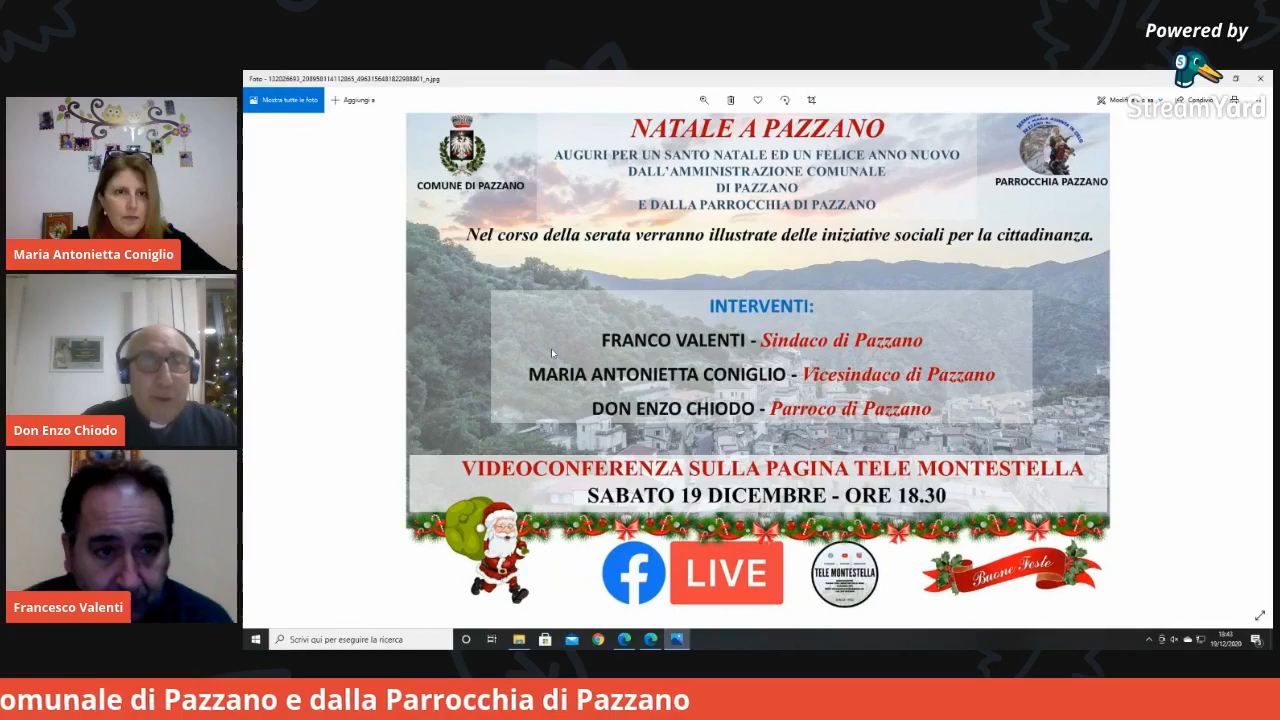 Powered by
StreamYard
Foto - 132026693_208958114112865_4963156481822988801_n.jpg
Mostra tutte le foto
Aggiungi a
Condividi
Maria Antonietta Coniglio
Don Enzo Chiodo
Francesco Valenti
COMUNE DI PAZZANO
NATALE A PAZZANO
AUGURI PER UN SANTO NATALE ED UN FELICE ANNO NUOVO
DALL'AMMINISTRAZIONE COMUNALE
DI PAZZANO
E DALLA PARROCCHIA DI PAZZANO
PARROCCHIA PAZZANO
Nel corso della serata verranno illustrate delle iniziative sociali per la cittadinanza.
INTERVENTI:
FRANCO VALENTI - Sindaco di Pazzano
MARIA ANTONIETTA CONIGLIO - Vicesindaco di Pazzano
DON ENZO CHIODO - Parroco di Pazzano
VIDEOCONFERENZA SULLA PAGINA TELE MONTESTELLA
SABATO 19 DICEMBRE - ORE 18.30
LIVE
TELE MONTESTELLA
Buone Feste
Scrivi qui per eseguire la ricerca
18:43
19/12/2020
omunale di Pazzano e dalla Parrocchia di Pazzano